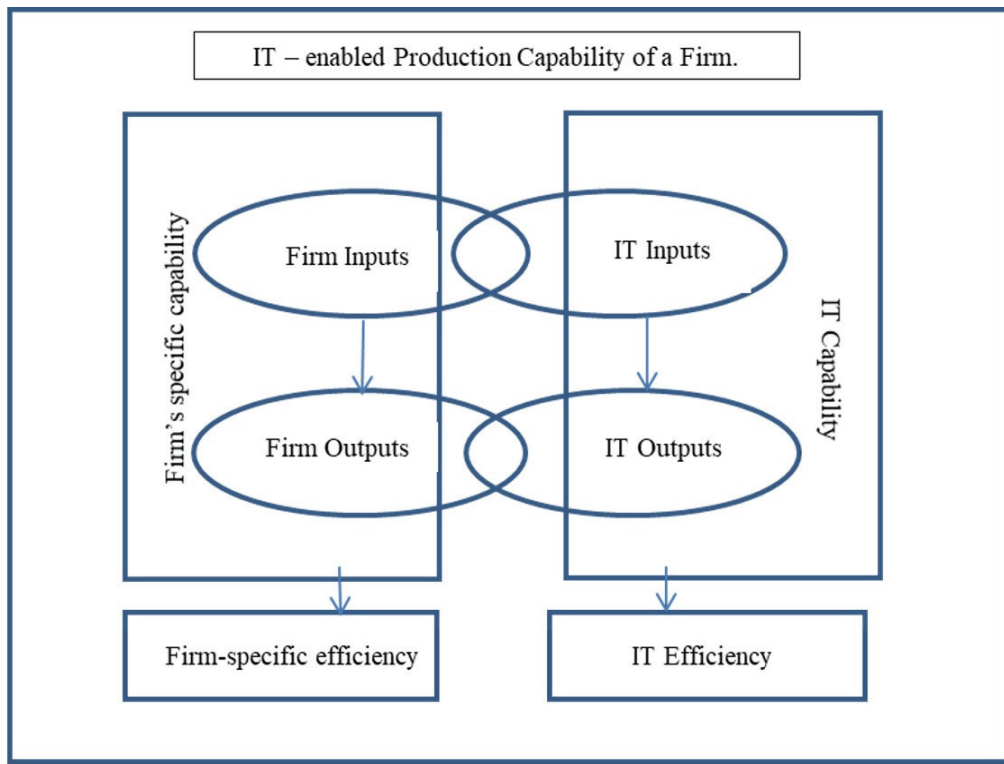 IT – enabled Production Capability of a Firm.
Firm's specific capability
Firm Inputs
IT Inputs
IT Capability
Firm Outputs
IT Outputs
Firm-specific efficiency
IT Efficiency